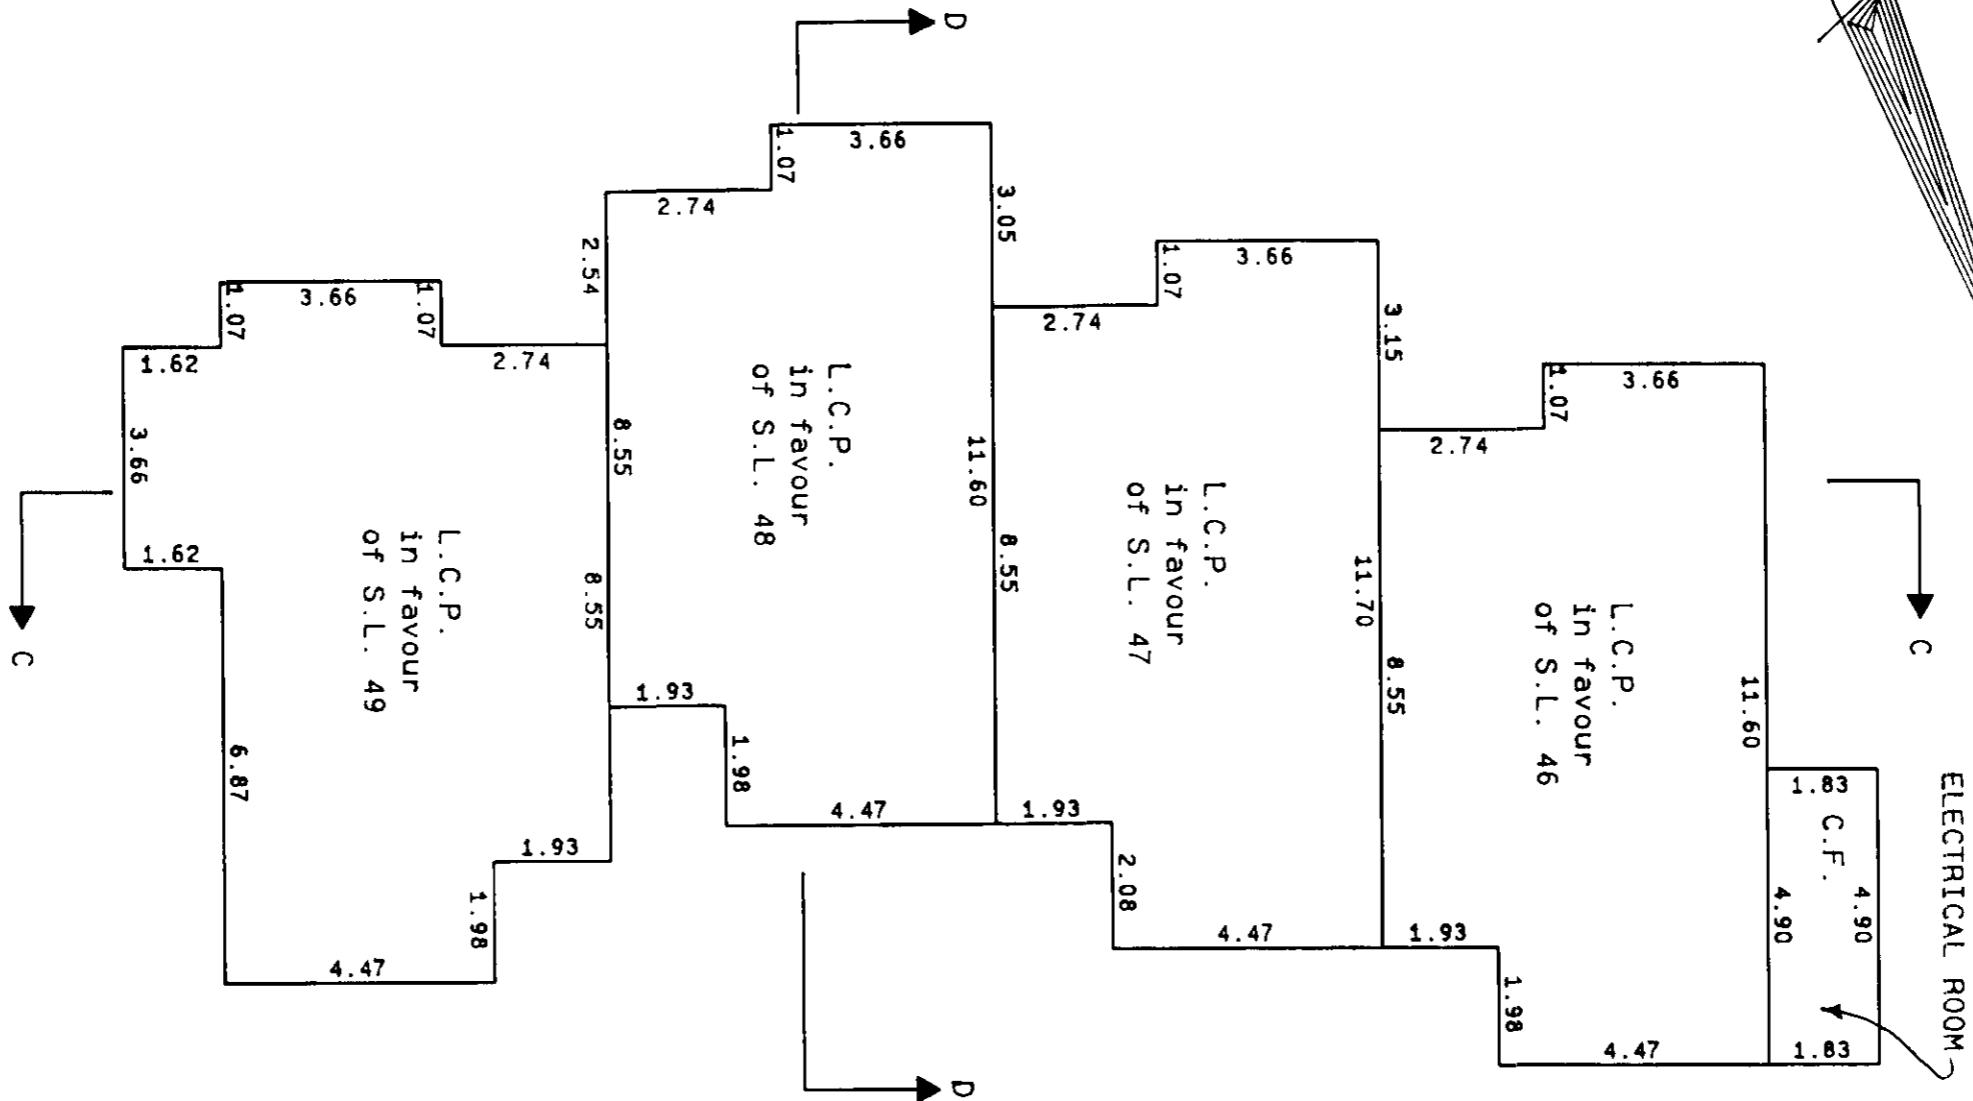 D
3.66
1.07
2.74
3.05
2.54
3.66
1.07
2.74
3.66
1.07
1.07
2.74
1.62
3.15
3.66
1.07
2.74
3.66
1.62
8.55
8.55
L.C.P.
in favour
of S.L. 48
11.60
8.55
L.C.P.
in favour
of S.L. 47
11.70
8.55
L.C.P.
in favour
of S.L. 49
L.C.P.
in favour
of S.L. 46
11.60
C
C
1.93
1.98
4.47
1.93
2.08
4.47
1.93
1.98
4.47
6.87
1.93
1.98
4.47
1.83
C.F.
4.90
4.90
1.83
ELECTRICAL ROOM
D